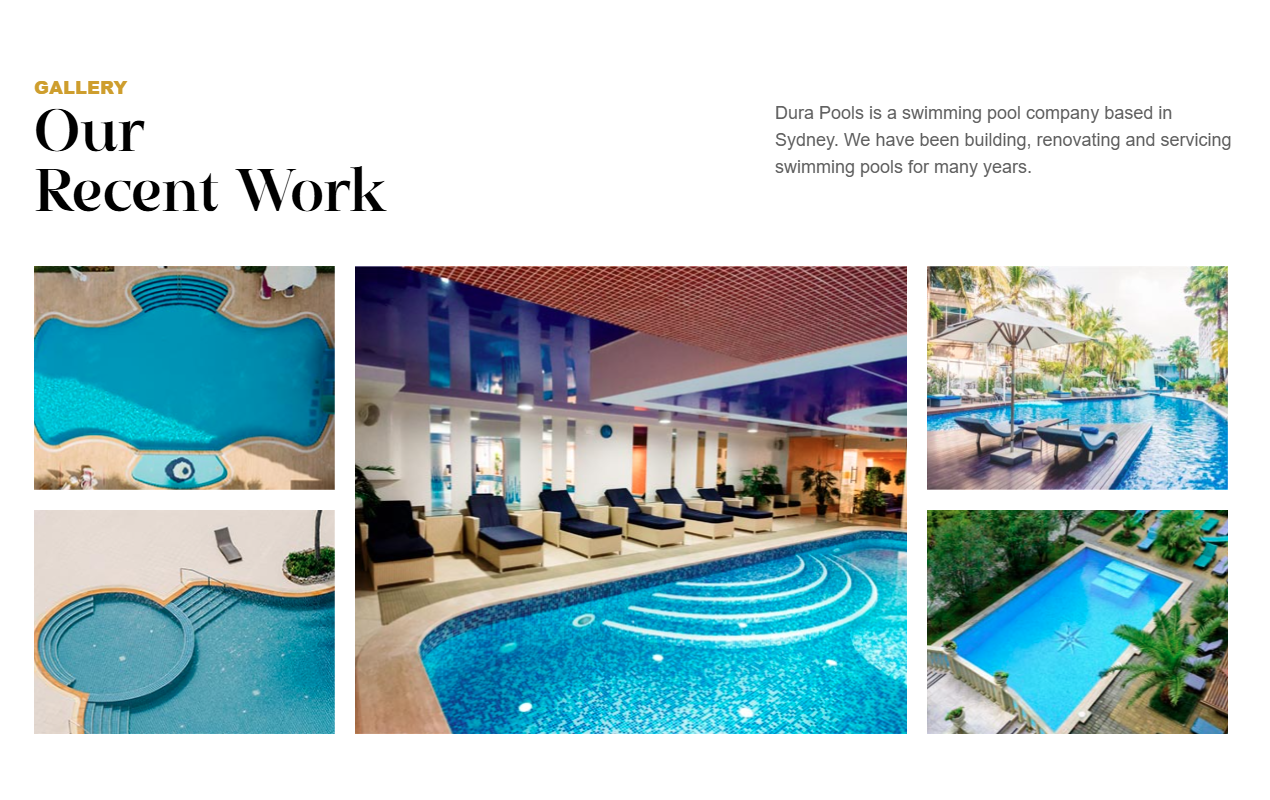 GALLERY
Our
Recent Work
Dura Pools is a swimming pool company based in
Sydney. We have been building, renovating and servicing
swimming pools for many years.